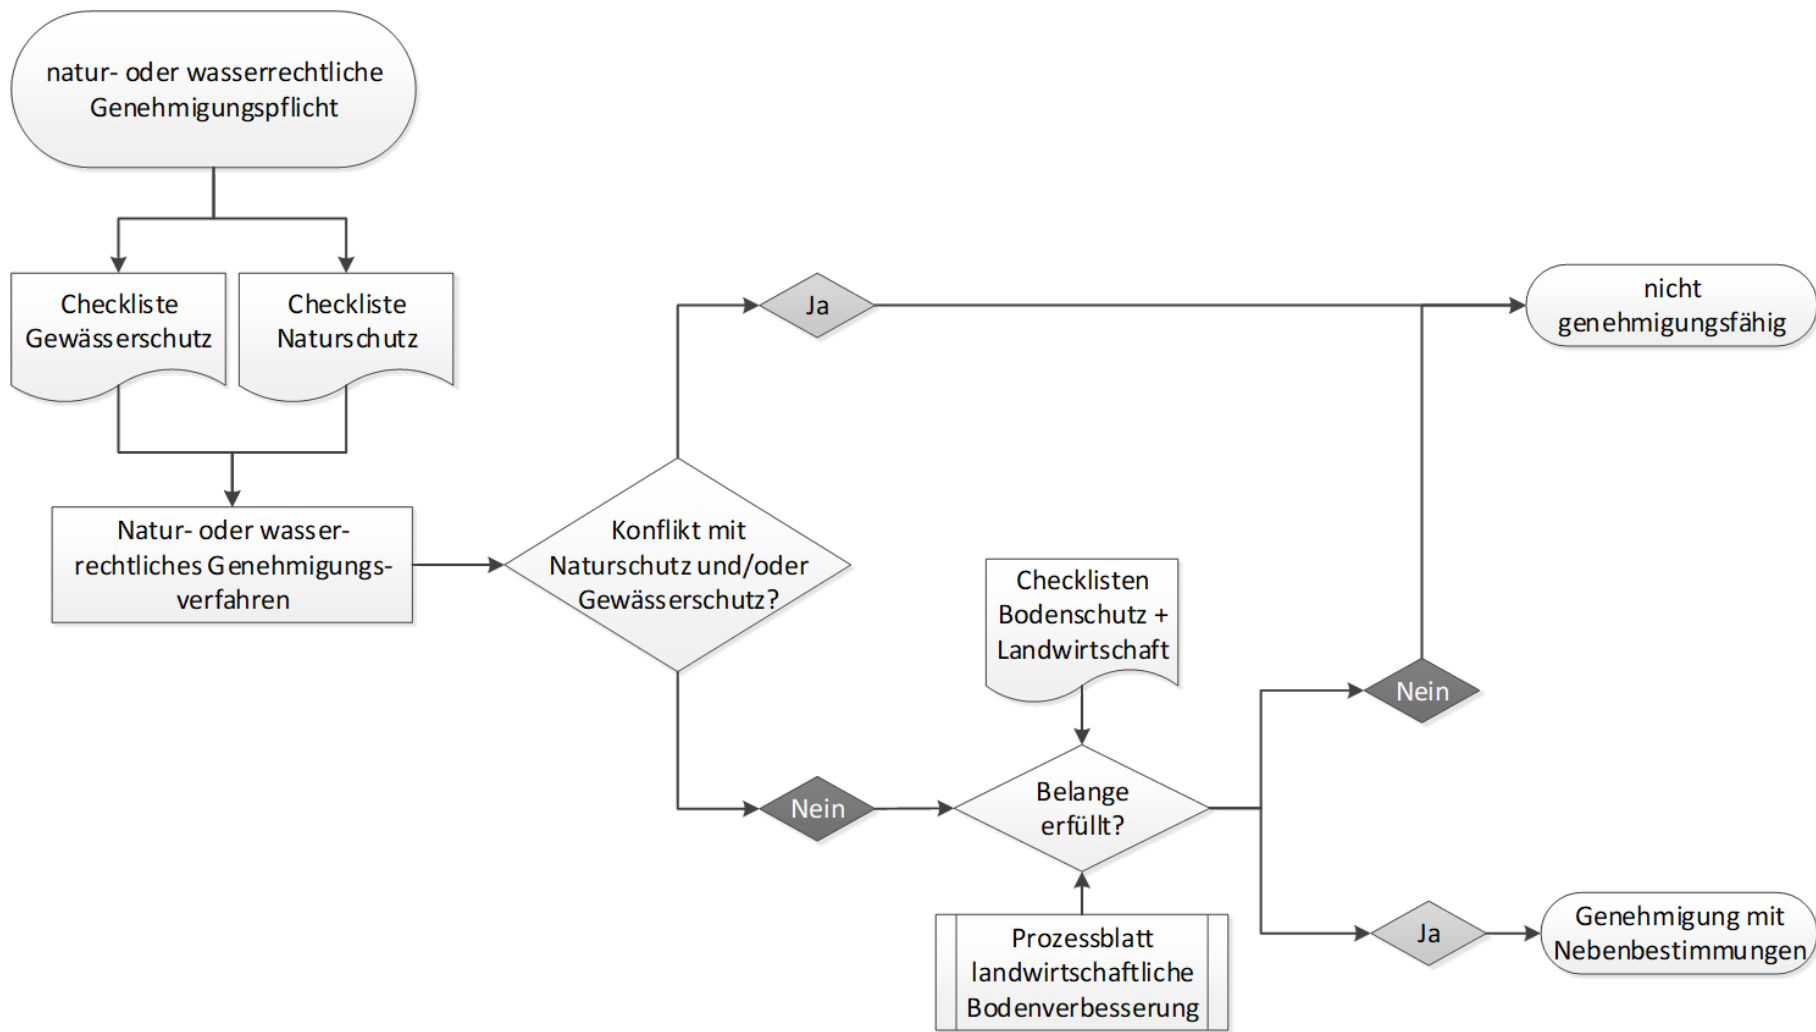 natur- oder wasserrechtliche
Genehmigungspflicht
Checkliste
Gewässerschutz
Checkliste
Naturschutz
Natur- oder wasser-
rechtliches Genehmigungs-
verfahren
Konflikt mit
Naturschutz und/oder
Gewässerschutz?
Ja
nicht
genehmigungsfähig
Nein
Checklisten
Bodenschutz +
Landwirtschaft
Belange
erfüllt?
Prozessblatt
landwirtschaftliche
Bodenverbesserung
Nein
Ja
Genehmigung mit
Nebenbestimmungen